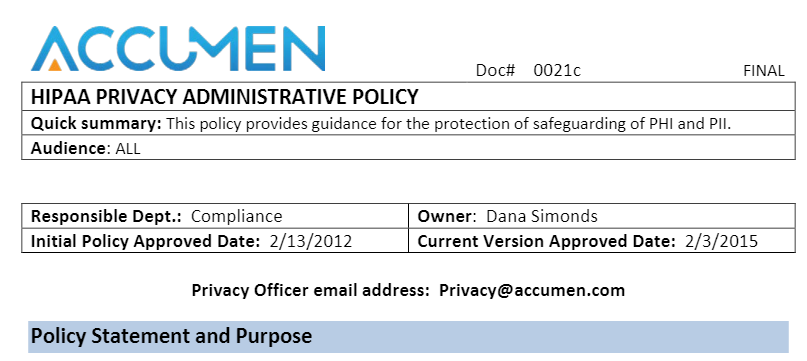 ACCUMEN
Doc# 0021c FINAL
HIPAA PRIVACY ADMINISTRATIVE POLICY
Quick summary: This policy provides guidance for the protection of safeguarding of PHI and PII.
Audience: ALL
Responsible Dept.: Compliance Owner: Dana Simonds
Initial Policy Approved Date: 2/13/2012 Current Version Approved Date: 2/3/2015
Privacy Officer email address: Privacy@accumen.com
Policy Statement and Purpose